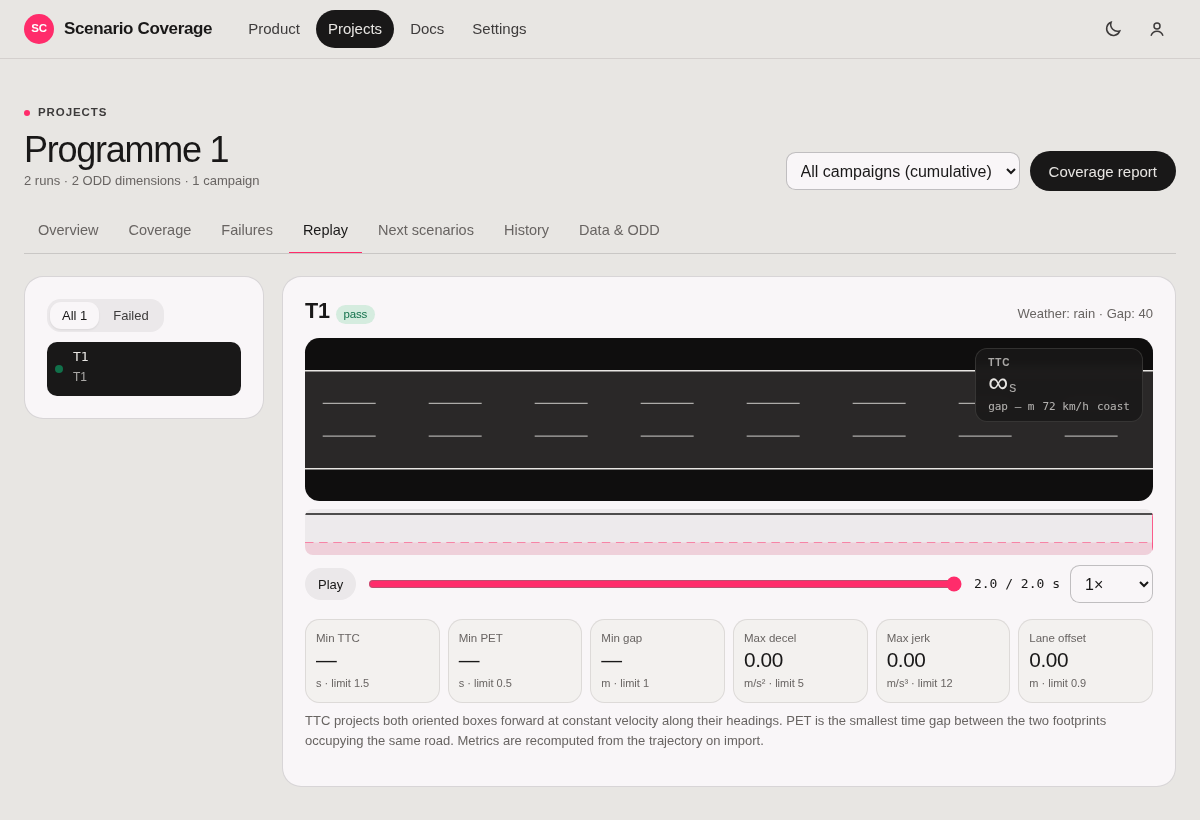 SC
Scenario Coverage
Product
Projects
Docs
Settings
PROJECTS
Programme 1
2 runs · 2 ODD dimensions · 1 campaign
All campaigns (cumulative)
Coverage report
Overview
Coverage
Failures
Replay
Next scenarios
History
Data & ODD
All 1
Failed
T1
T1
T1
pass
Weather: rain · Gap: 40
TTC
∞ s
gap — m 72 km/h coast
Play
2.0 / 2.0 s
1×
Min TTC
—
s · limit 1.5
Min PET
—
s · limit 0.5
Min gap
—
m · limit 1
Max decel
0.00
m/s² · limit 5
Max jerk
0.00
m/s³ · limit 12
Lane offset
0.00
m · limit 0.9
TTC projects both oriented boxes forward at constant velocity along their headings. PET is the smallest time gap between the two footprints
occupying the same road. Metrics are recomputed from the trajectory on import.